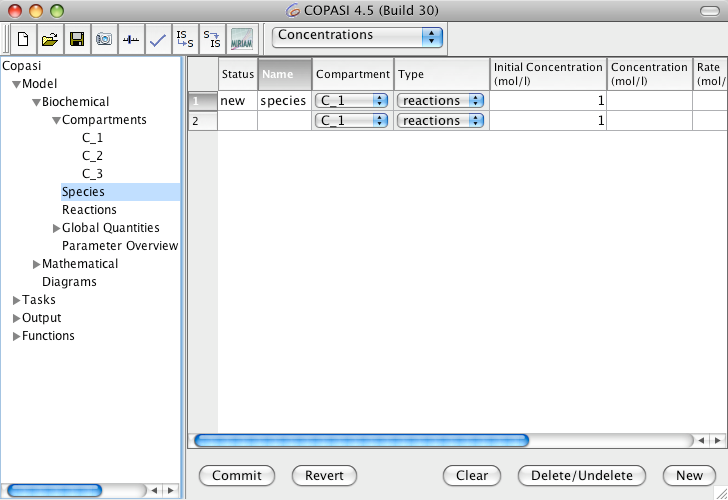 COPASI 4.5 (Build 30)
IS S
S IS
MIRIAM
Concentrations
Copasi
Model
Biochemical
Compartments
C_1
C_2
C_3
Species
Reactions
Global Quantities
Parameter Overview
Mathematical
Diagrams
Tasks
Output
Functions
Status Name Compartment Type Initial Concentration (mol/l) Concentration (mol/l) Rate (mol/
1 new species C_1 reactions 1
2 C_1 reactions 1
Commit Revert Clear Delete/Undelete New